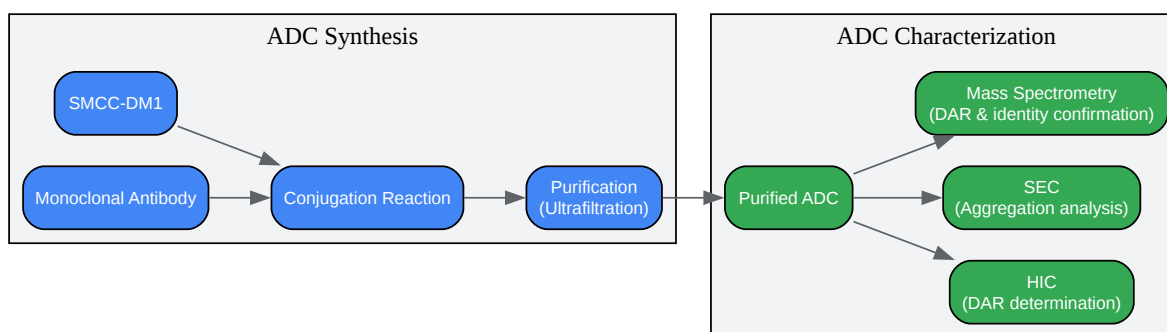 ADC Synthesis
SMCC-DM1
Monoclonal Antibody
Conjugation Reaction
Purification
(Ultrafiltration)
ADC Characterization
Purified ADC
Mass Spectrometry
(DAR & identity confirmation)
SEC
(Aggregation analysis)
HIC
(DAR determination)